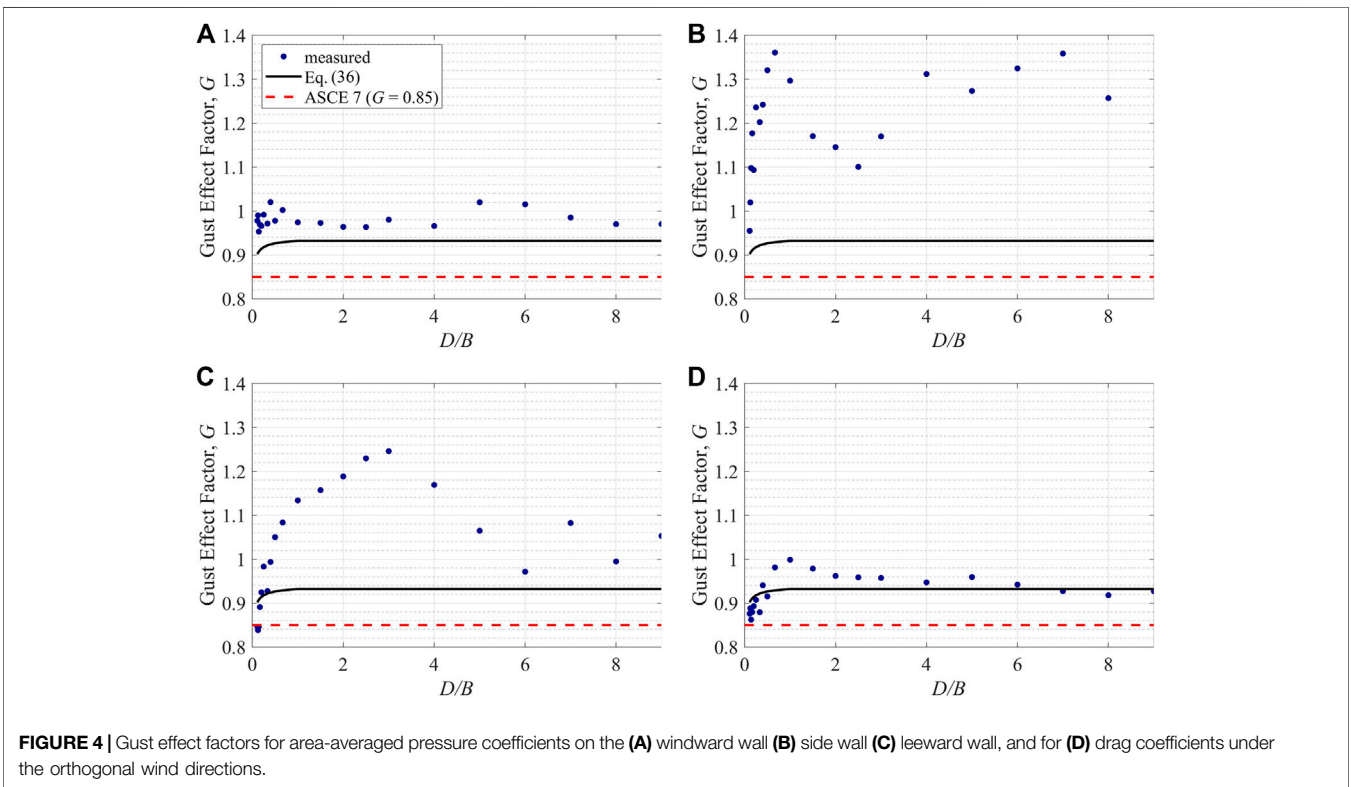 A
1.4
1.3
1.2
1.1
1
0.9
0.8
Gust Effect Factor, G
measured
Eq. (36)
ASCE 7 (G = 0.85)
0 2 4 6 8
D/B
B
1.4
1.3
1.2
1.1
1
0.9
0.8
Gust Effect Factor, G
0 2 4 6 8
D/B
C
1.4
1.3
1.2
1.1
1
0.9
0.8
Gust Effect Factor, G
0 2 4 6 8
D/B
D
1.4
1.3
1.2
1.1
1
0.9
0.8
Gust Effect Factor, G
0 2 4 6 8
D/B
FIGURE 4 | Gust effect factors for area-averaged pressure coefficients on the (A) windward wall (B) side wall (C) leeward wall, and for (D) drag coefficients under
the orthogonal wind directions.